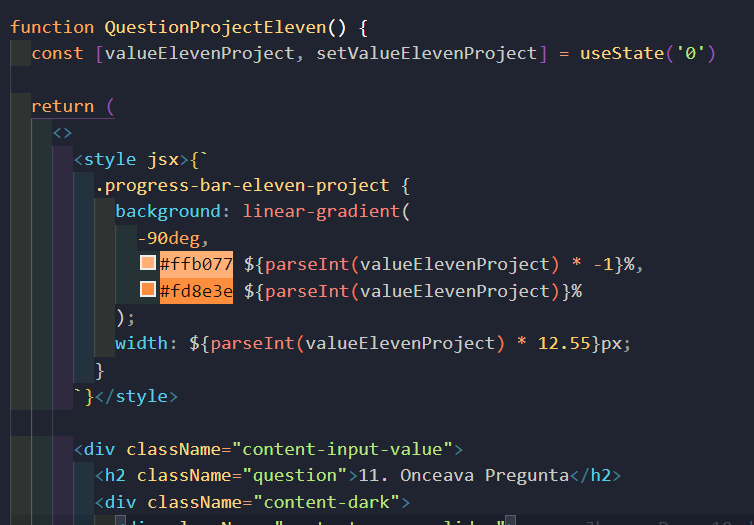 function QuestionProjectEleven() {
const [valueElevenProject, setValueElevenProject] = useState('0')
return (
<>
<style jsx>{`
.progress-bar-eleven-project {
background: linear-gradient(
-90deg,
#ffb077 ${parseInt(valueElevenProject) * -1}%,
#fd8e3e ${parseInt(valueElevenProject)}%
);
width: ${parseInt(valueElevenProject) * 12.55}px;
}
`}</style>
<div className="content-input-value">
<h2 className="question">11. Onceava Pregunta</h2>
<div className="content-dark">